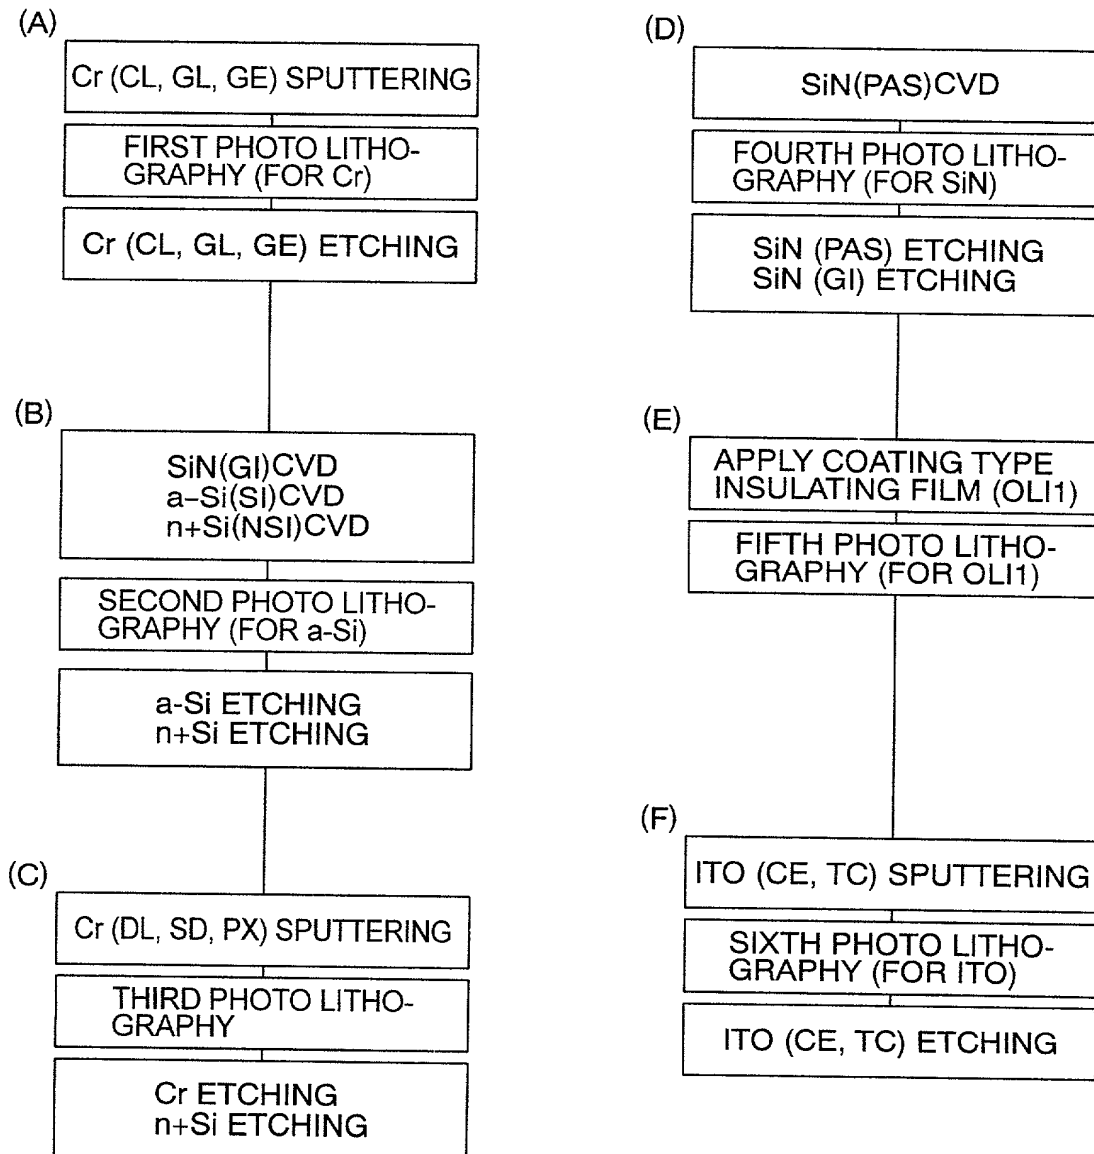 (A)
Cr (CL, GL, GE) SPUTTERING
FIRST PHOTO LITHO-
GRAPHY (FOR Cr)
Cr (CL, GL, GE) ETCHING
(B)
SiN(GI)CVD
a-Si(SI)CVD
n+Si(NSI)CVD
SECOND PHOTO LITHO-
GRAPHY (FOR a-Si)
a-Si ETCHING
n+Si ETCHING
(C)
Cr (DL, SD, PX) SPUTTERING
THIRD PHOTO LITHO-
GRAPHY
Cr ETCHING
n+Si ETCHING
(D)
SiN(PAS)CVD
FOURTH PHOTO LITHO-
GRAPHY (FOR SiN)
SiN (PAS) ETCHING
SiN (GI) ETCHING
(E)
APPLY COATING TYPE
INSULATING FILM (OLI1)
FIFTH PHOTO LITHO-
GRAPHY (FOR OLI1)
(F)
ITO (CE, TC) SPUTTERING
SIXTH PHOTO LITHO-
GRAPHY (FOR ITO)
ITO (CE, TC) ETCHING